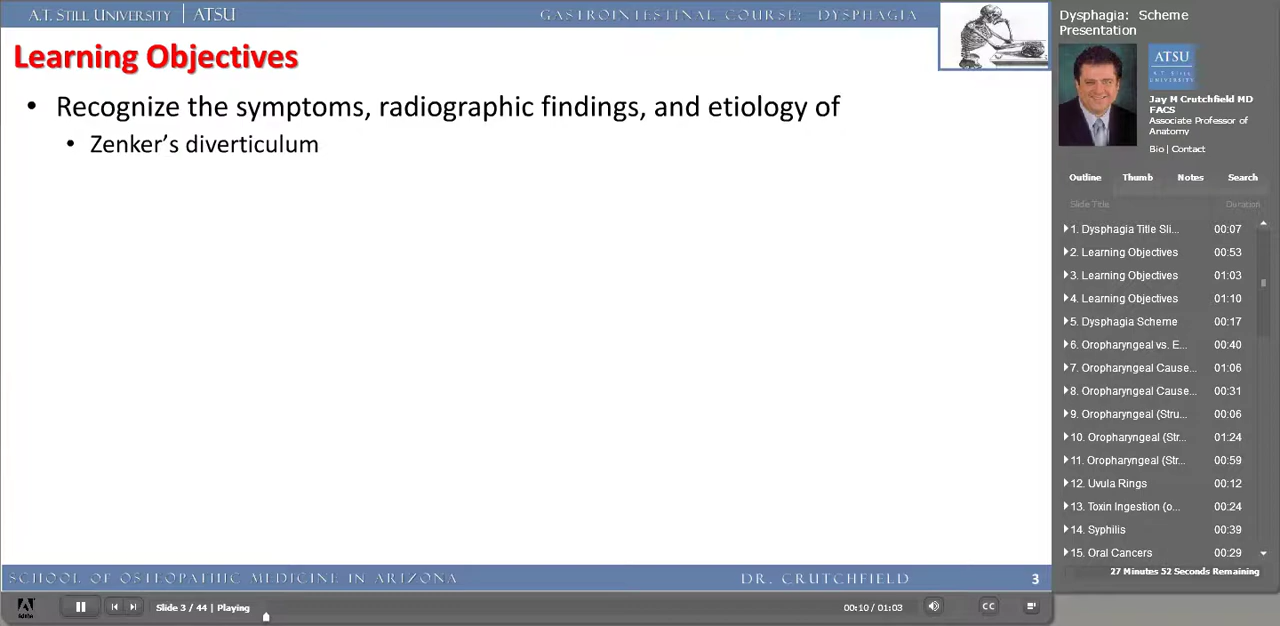 A.T. STILL UNIVERSITY | ATSU
GASTROINTESTINAL COURSE: DYSPHAGIA
Learning Objectives
• Recognize the symptoms, radiographic findings, and etiology of
• Zenker's diverticulum
SCHOOL OF OSTEOPATHIC MEDICINE IN ARIZONA
DR. CRUTCHFIELD
3
Adobe
Slide 3 / 44 | Playing
00:10 / 01:03
CC
Dysphagia: Scheme
Presentation
ATSU
A.T. STILL
UNIVERSITY
Jay M Crutchfield MD
FACS
Associate Professor of
Anatomy
Bio | Contact
Outline Thumb Notes Search
Slide Title Duration
1. Dysphagia Title Sli... 00:07
2. Learning Objectives 00:53
3. Learning Objectives 01:03
4. Learning Objectives 01:10
5. Dysphagia Scheme 00:17
6. Oropharyngeal vs. E... 00:40
7. Oropharyngeal Cause... 01:06
8. Oropharyngeal Cause... 00:31
9. Oropharyngeal (Stru... 00:06
10. Oropharyngeal (Str... 01:24
11. Oropharyngeal (Str... 00:59
12. Uvula Rings 00:12
13. Toxin Ingestion (o... 00:24
14. Syphilis 00:39
15. Oral Cancers 00:29
27 Minutes 52 Seconds Remaining